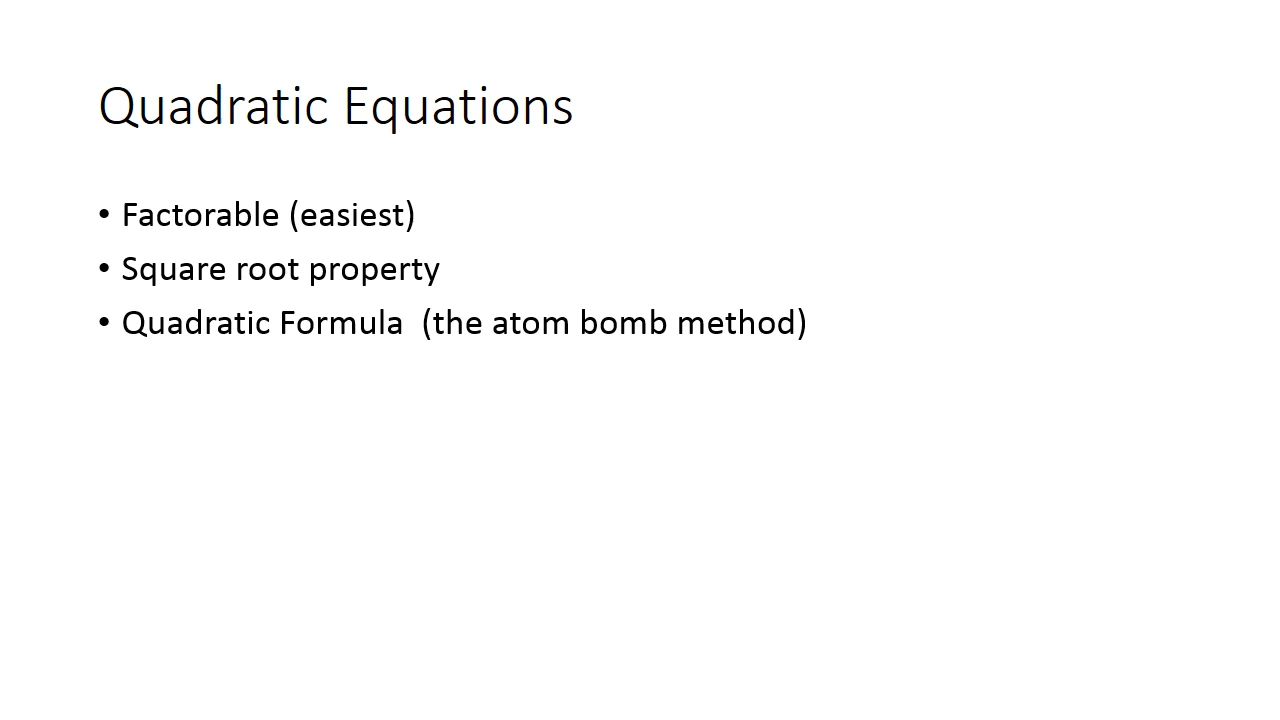 Quadratic Equations
• Factorable (easiest)
• Square root property
• Quadratic Formula  (the atom bomb method)